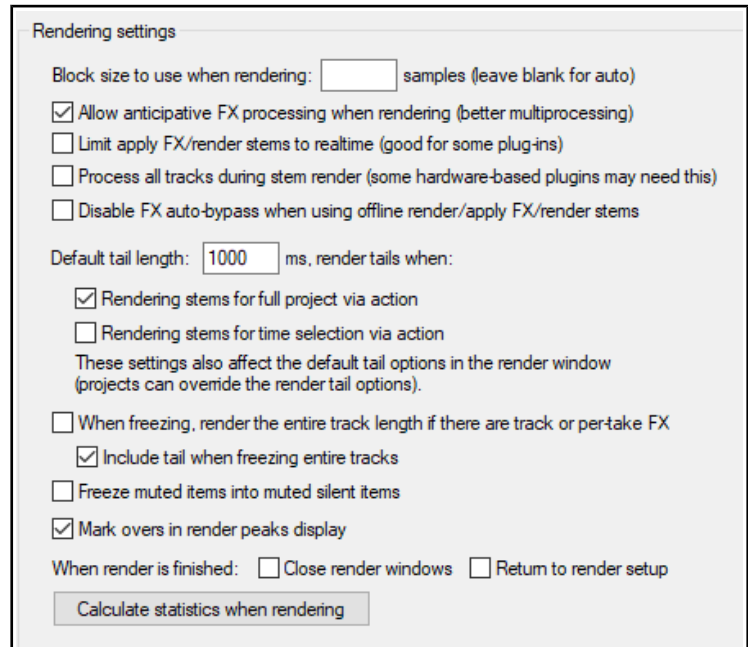 Rendering settings
Block size to use when rendering: samples (leave blank for auto)
Allow anticipative FX processing when rendering (better multiprocessing)
Limit apply FX/render stems to realtime (good for some plug-ins)
Process all tracks during stem render (some hardware-based plugins may need this)
Disable FX auto-bypass when using offline render/apply FX/render stems
Default tail length: 1000 ms, render tails when:
Rendering stems for full project via action
Rendering stems for time selection via action
These settings also affect the default tail options in the render window
(projects can override the render tail options).
When freezing, render the entire track length if there are track or per-take FX
Include tail when freezing entire tracks
Freeze muted items into muted silent items
Mark overs in render peaks display
When render is finished: Close render windows Return to render setup
Calculate statistics when rendering